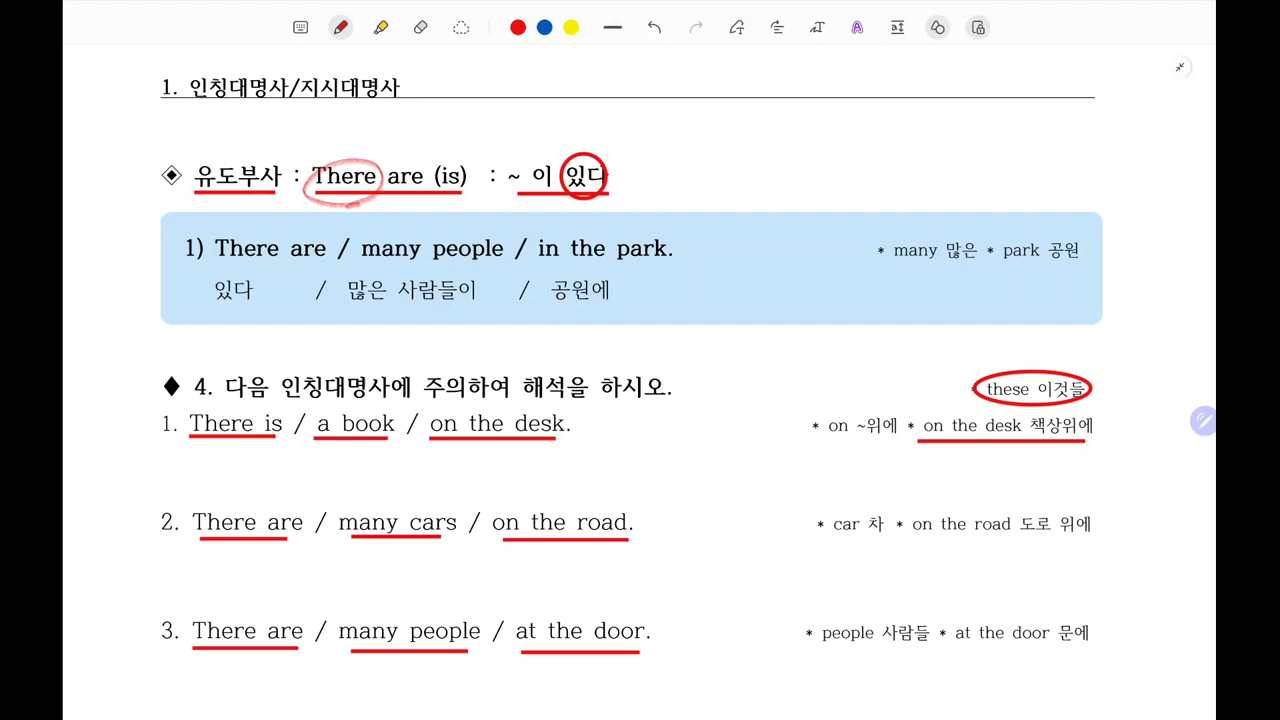 1. 인칭대명사/지시대명사
◈ 유도부사 : There are (is) : ~ 이 있다
1) There are / many people / in the park. * many 많은 * park 공원
있다 / 많은 사람들이 / 공원에
♦ 4. 다음 인칭대명사에 주의하여 해석을 하시오. * these 이것들
1. There is / a book / on the desk. * on ~위에 * on the desk 책상위에
2. There are / many cars / on the road. * car 차 * on the road 도로 위에
3. There are / many people / at the door. * people 사람들 * at the door 문에